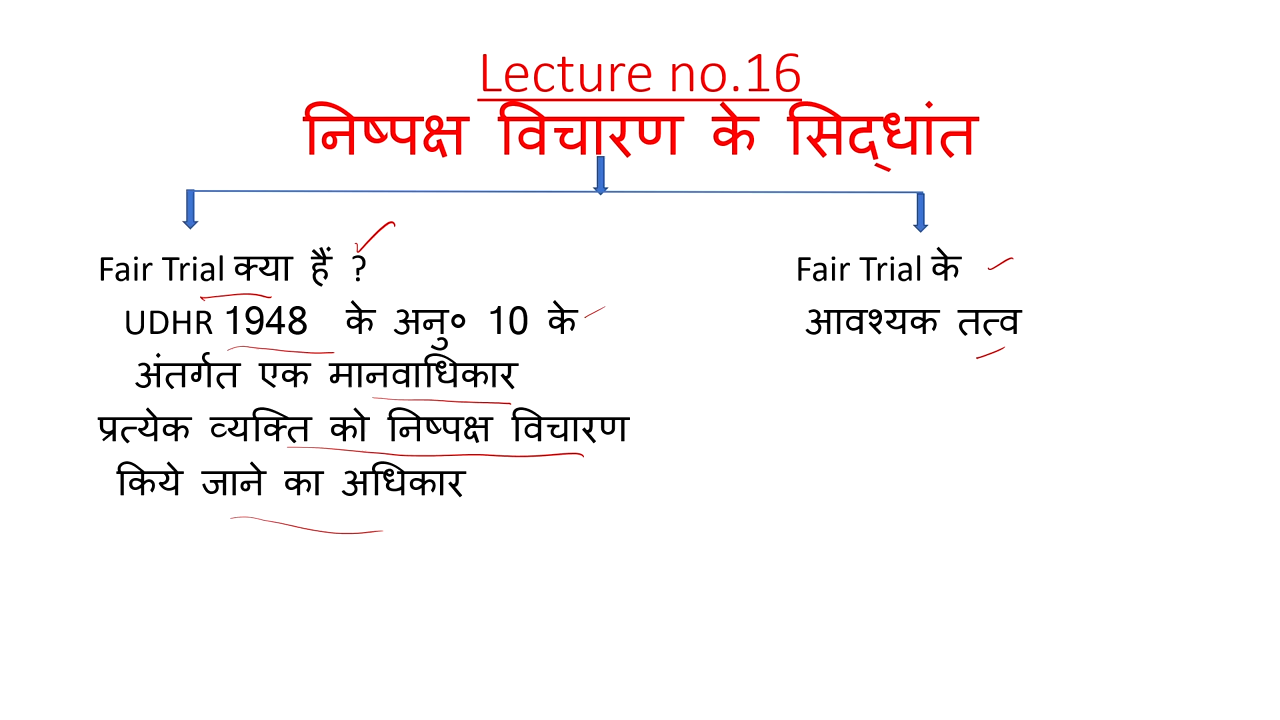 Lecture no.16
निष्पक्ष विचारण के सिद्धांत
Fair Trial क्या हैं ?
UDHR 1948 के अनु॰ 10 के
अंतर्गत एक मानवाधिकार
प्रत्येक व्यक्ति को निष्पक्ष विचारण
किये जाने का अधिकार
Fair Trial के
आवश्यक तत्व